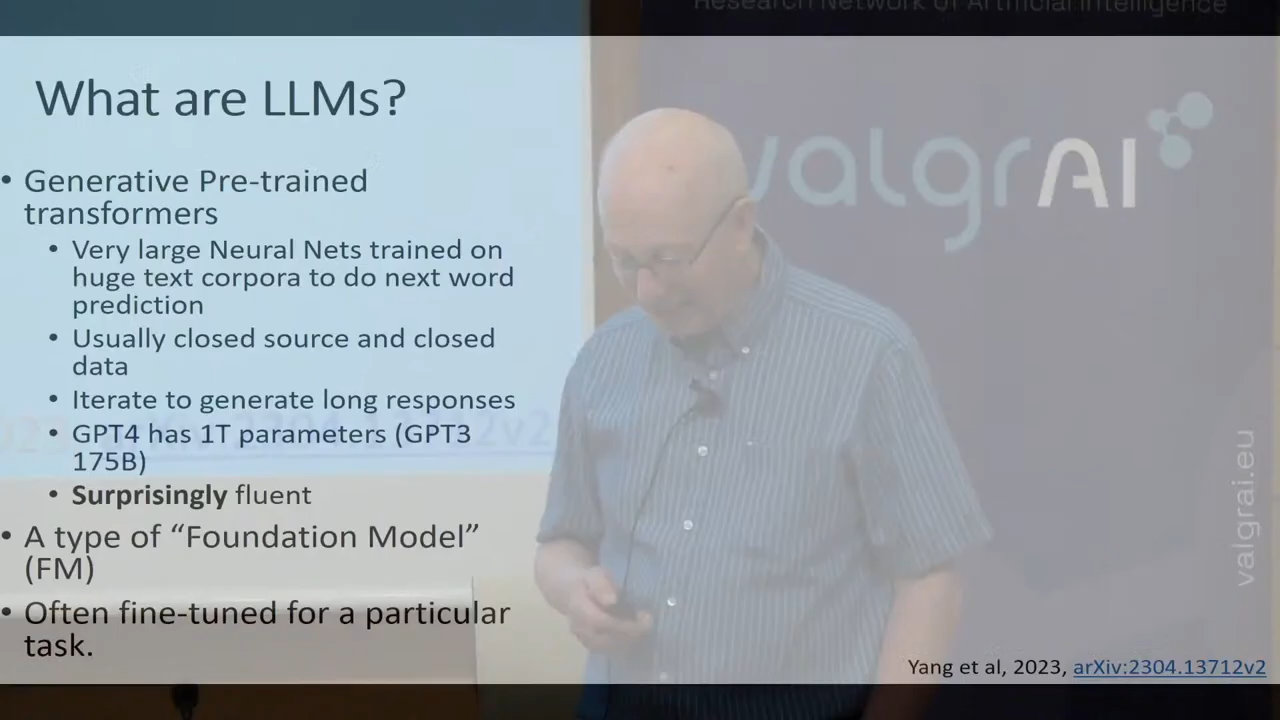 Research Network of Artificial Intelligence
What are LLMs?
valgrAI
• Generative Pre-trained
transformers
• Very large Neural Nets trained on
huge text corpora to do next word
prediction
• Usually closed source and closed
data
• Iterate to generate long responses
• GPT4 has 1T parameters (GPT3
175B)
• Surprisingly fluent
• A type of “Foundation Model”
(FM)
• Often fine-tuned for a particular
task.
valgrai.eu
Yang et al, 2023, arXiv:2304.13712v2